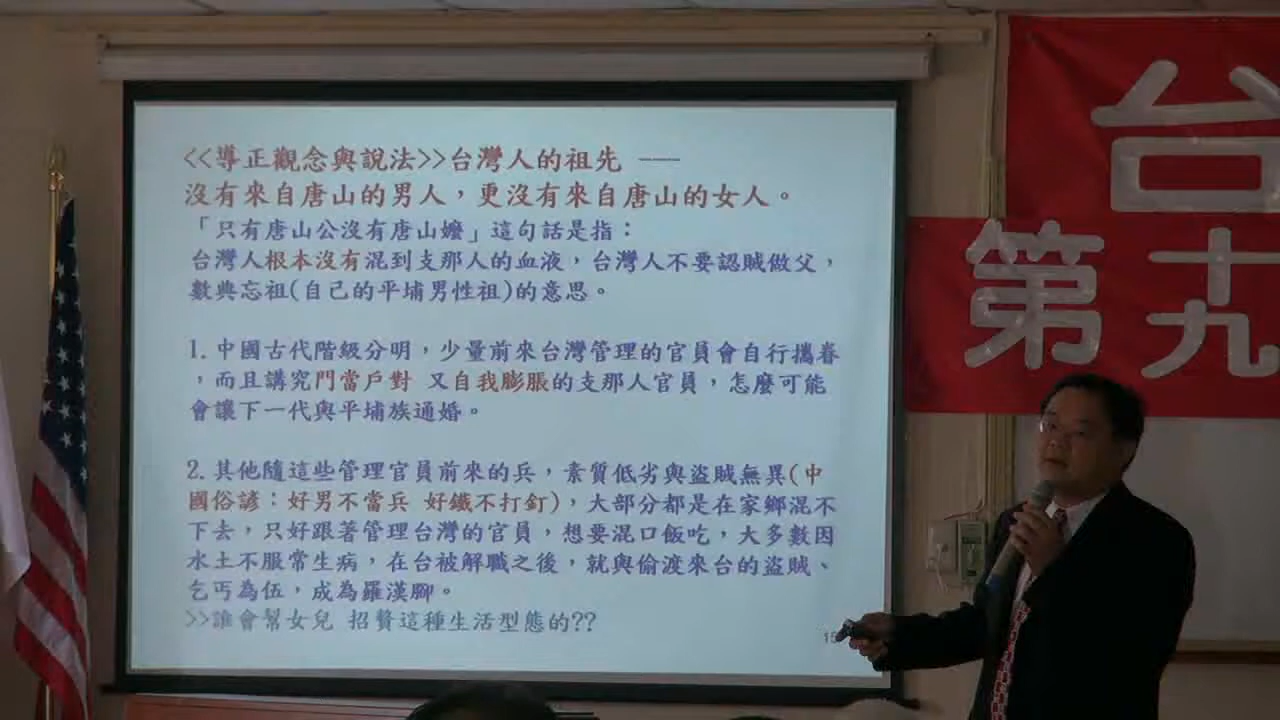 <<導正觀念與說法>>台灣人的祖先 ----
沒有來自唐山的男人，更沒有來自唐山的女人。
「只有唐山公沒有唐山嬤」這句話是指：
台灣人根本沒有混到支那人的血液，台灣人不要認賊做父，
數典忘祖(自己的平埔男性祖)的意思。
1. 中國古代階級分明，少量前來台灣管理的官員會自行攜眷
，而且講究門當戶對 又自我膨脹的支那人官員，怎麼可能
會讓下一代與平埔族通婚。
2. 其他隨這些管理官員前來的兵，素質低劣與盜賊無異(中
國俗諺：好男不當兵 好鐵不打釘)，大部分都是在家鄉混不
下去，只好跟著管理台灣的官員，想要混口飯吃，大多數因
水土不服常生病，在台被解職之後，就與偷渡來台的盜賊、
乞丐為伍，成為羅漢腳。
>>誰會幫女兒 招贅這種生活型態的??
15
台
第十九